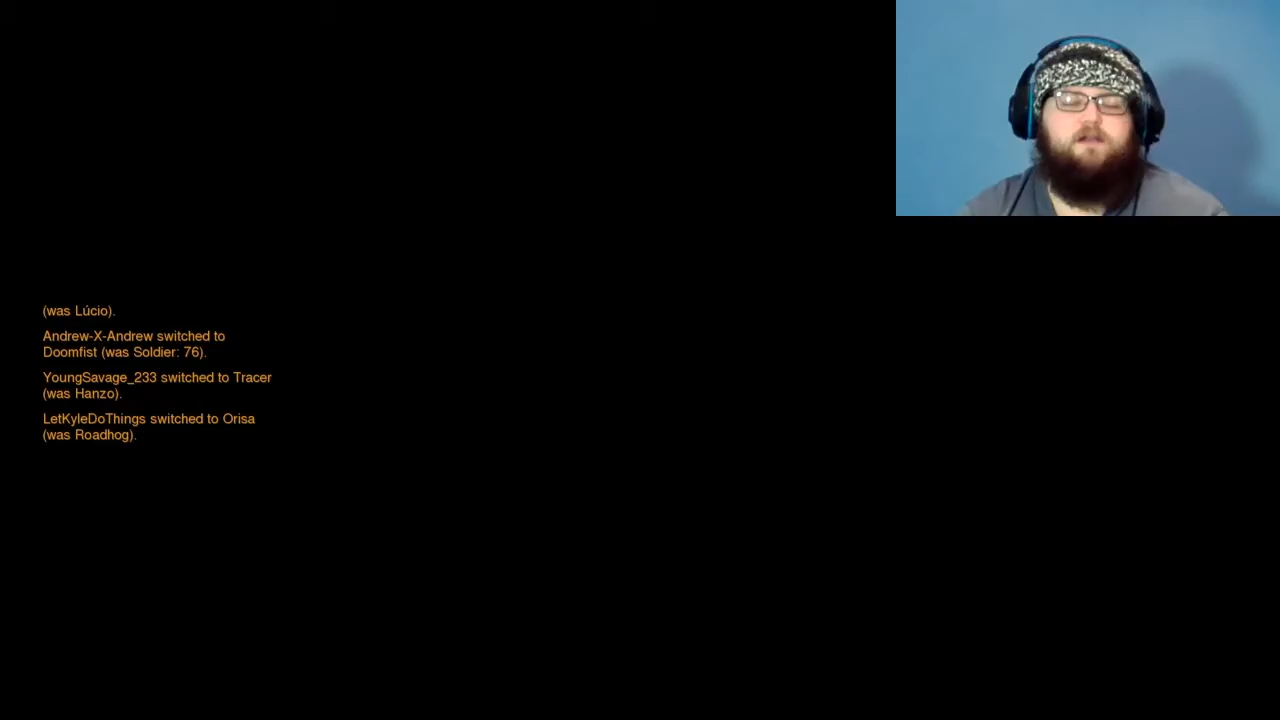 (was Lúcio).
Andrew-X-Andrew switched to
Doomfist (was Soldier: 76).
YoungSavage_233 switched to Tracer
(was Hanzo).
LetKyleDoThings switched to Orisa
(was Roadhog).